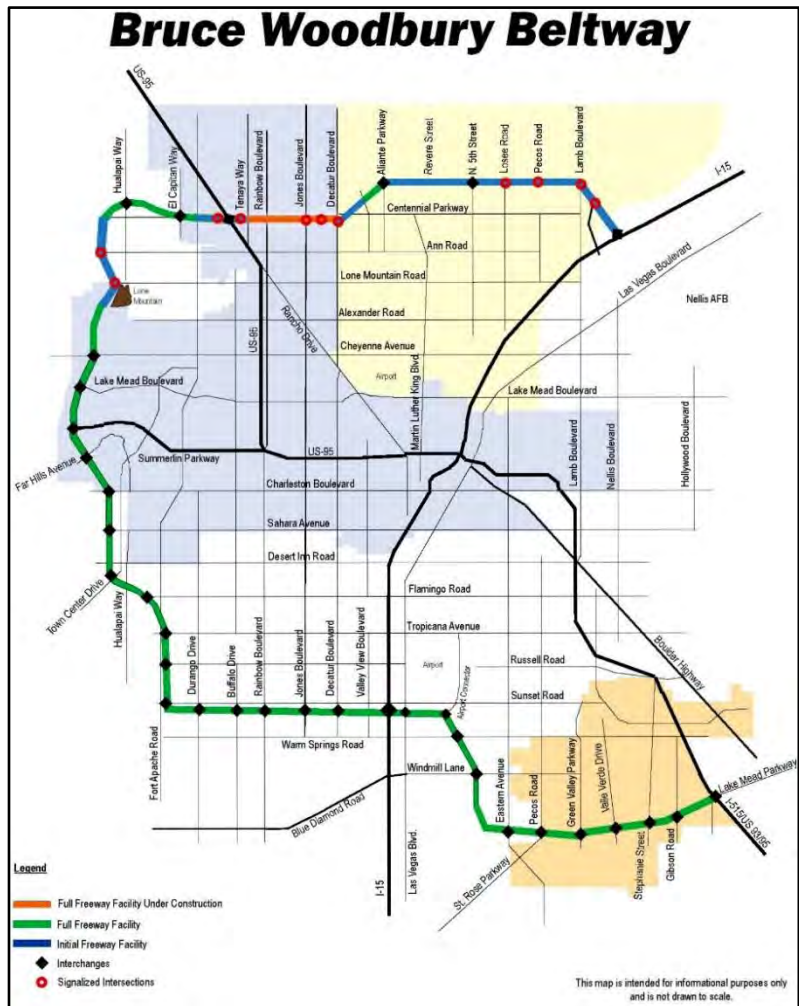 Bruce Woodbury Beltway
US-95
Hualapai Way
El Capitan Way
Tenaya Way
Rainbow Boulevard
Jones Boulevard
Decatur Boulevard
Aliante Parkway
Revere Street
N. 5th Street
Losee Road
Pecos Road
Lamb Boulevard
I-15
Centennial Parkway
Ann Road
Las Vegas Boulevard
Lone Mountain Road
Lone
Mountain
Nellis AFB
Alexander Road
Rancho Drive
US-95
Cheyenne Avenue
Airport
Martin Luther King Blvd.
Lake Mead Boulevard
Lake Mead Boulevard
Lamb Boulevard
Nellis Boulevard
Hollywood Boulevard
US-95
Summerlin Parkway
Far Hills Avenue
Charleston Boulevard
Sahara Avenue
Desert Inn Road
Flamingo Road
Town Center Drive
Hualapai Way
Tropicana Avenue
Boulder Highway
Durango Drive
Buffalo Drive
Rainbow Boulevard
Jones Boulevard
Decatur Boulevard
Valley View Boulevard
Airport
Airport Connector
Russell Road
Sunset Road
Warm Springs Road
Fort Apache Road
Windmill Lane
Blue Diamond Road
Eastern Avenue
Pecos Road
Green Valley Parkway
Valle Verde Drive
Stephanie Street
Gibson Road
Lake Mead Parkway
I-515/US 93/95
St. Rose Parkway
Las Vegas Blvd.
I-15
Legend
Full Freeway Facility Under Construction
Full Freeway Facility
Initial Freeway Facility
Interchanges
Signalized Intersections
This map is intended for informational purposes only
and is not drawn to scale.